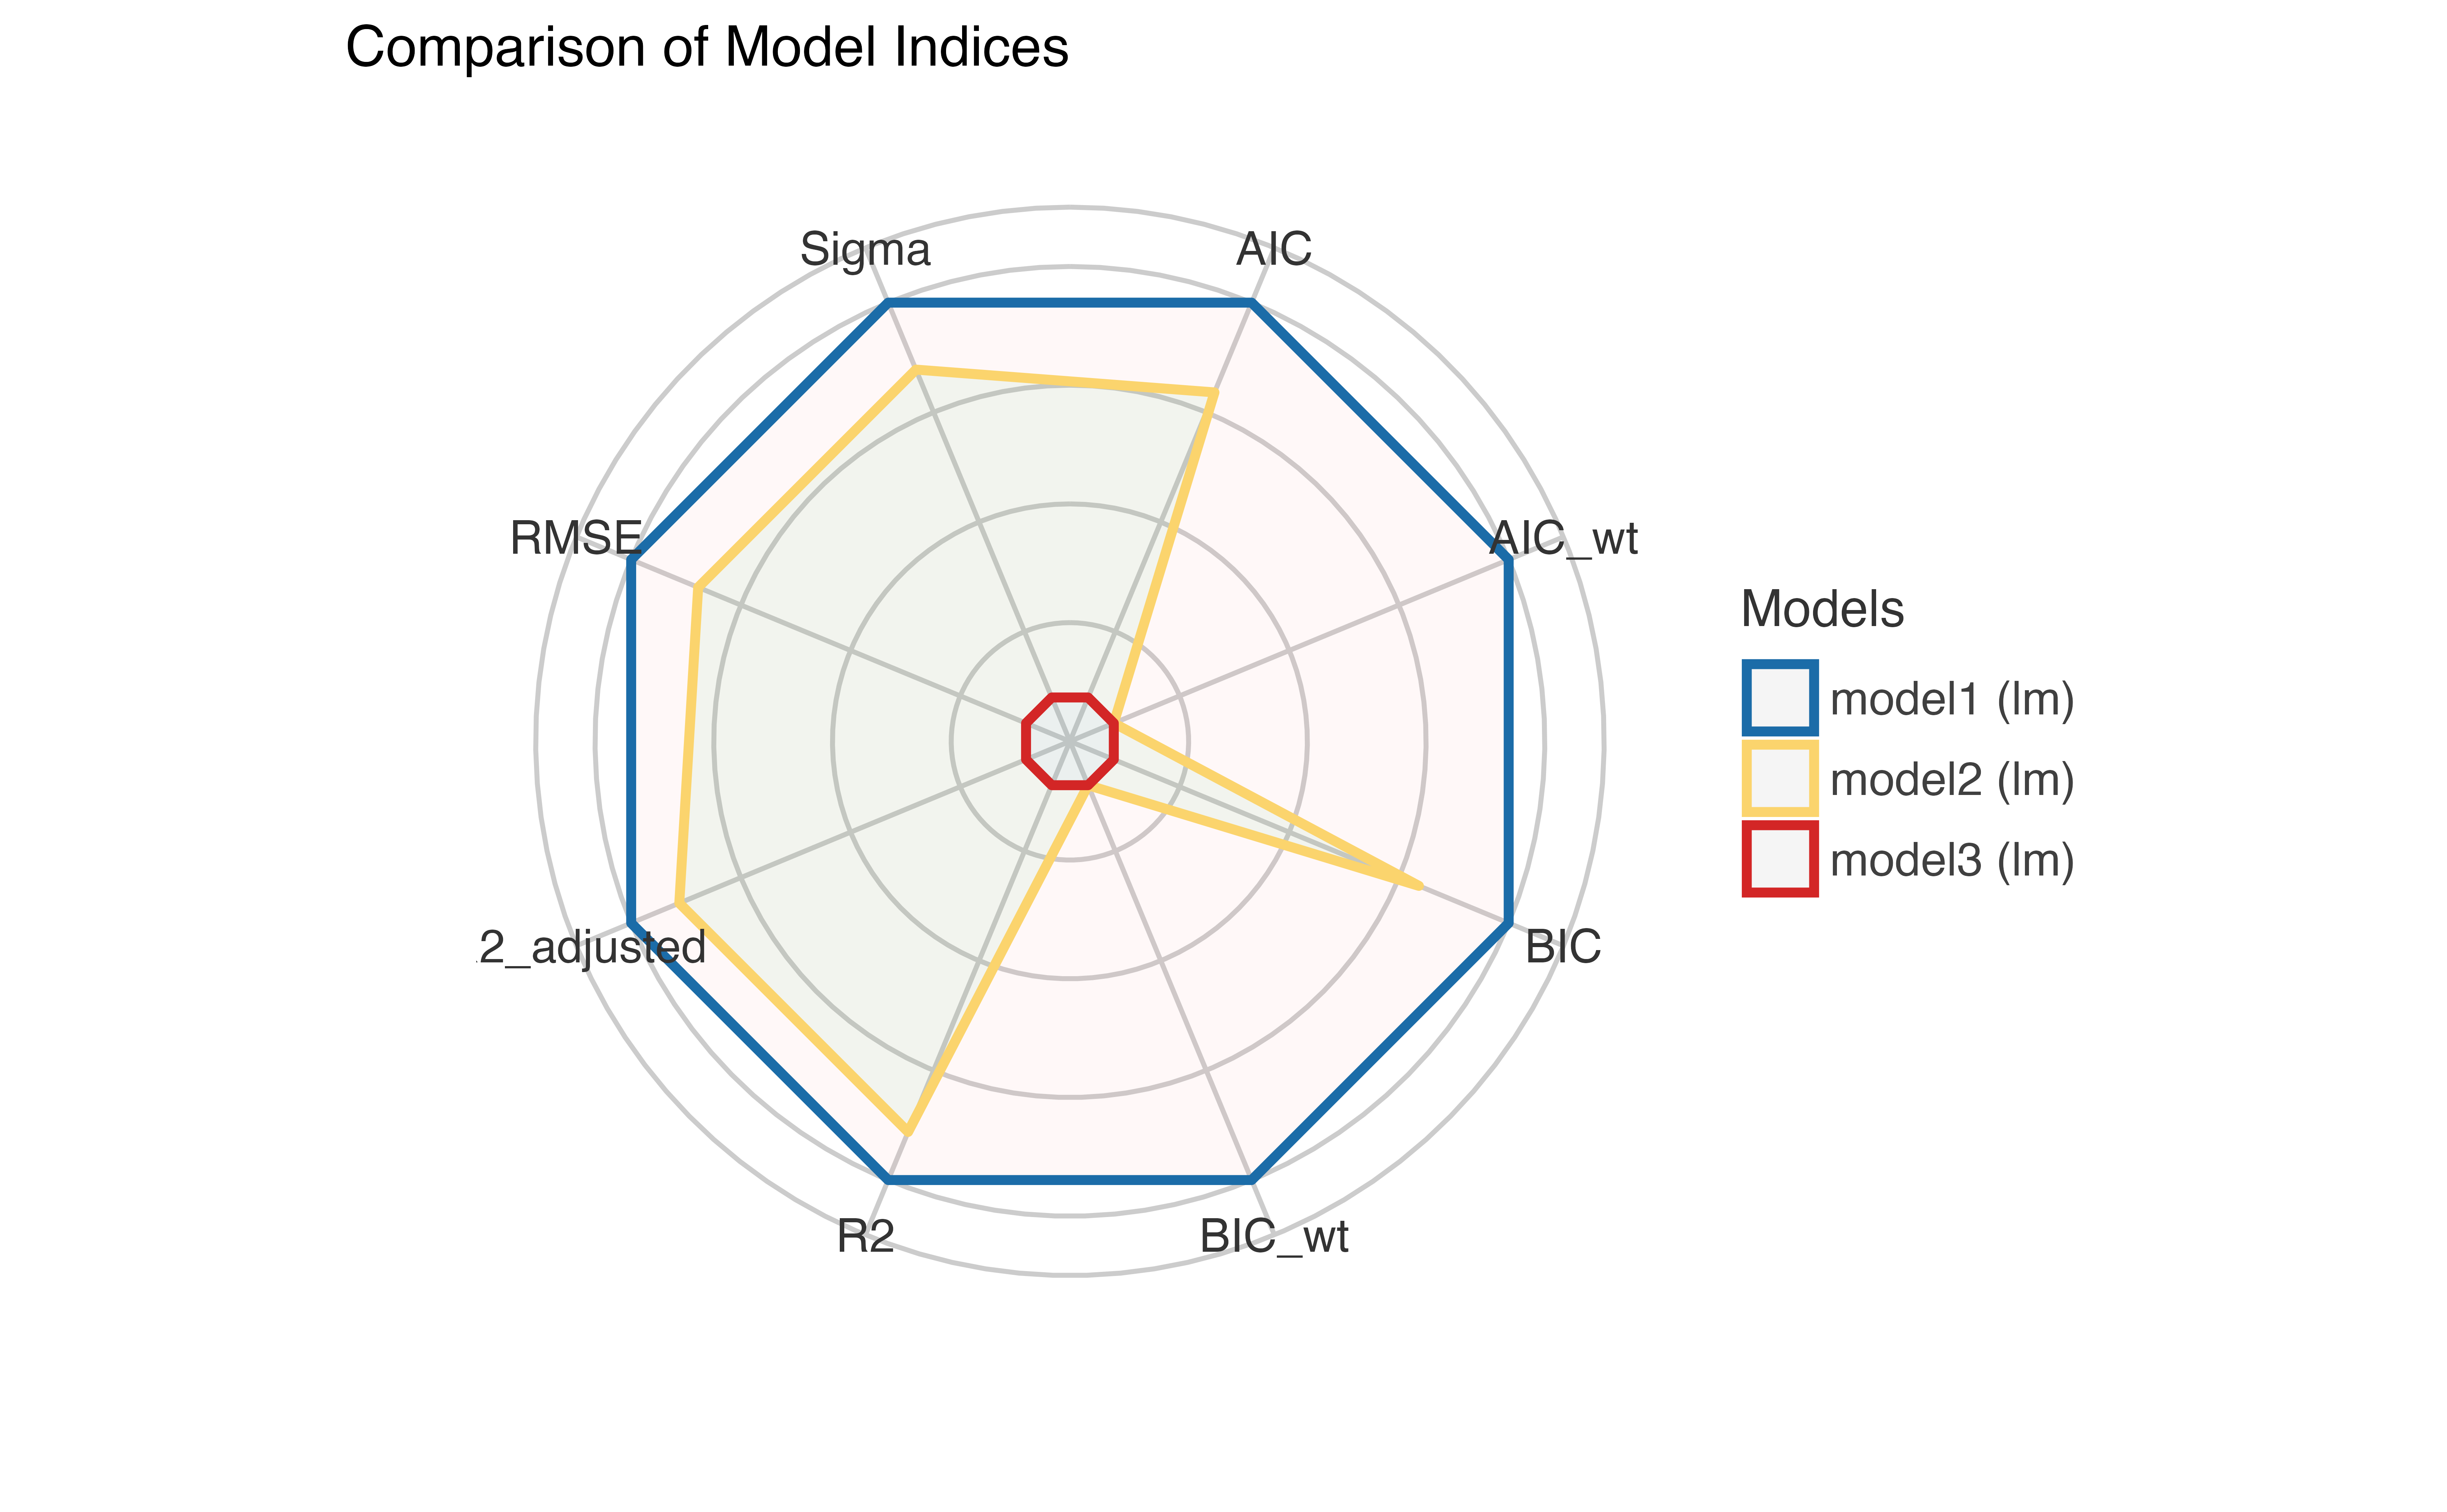 Comparison of Model Indices
Sigma
AIC
RMSE
AIC_wt
2_adjusted
BIC
R2
BIC_wt
Models
model1 (lm)
model2 (lm)
model3 (lm)